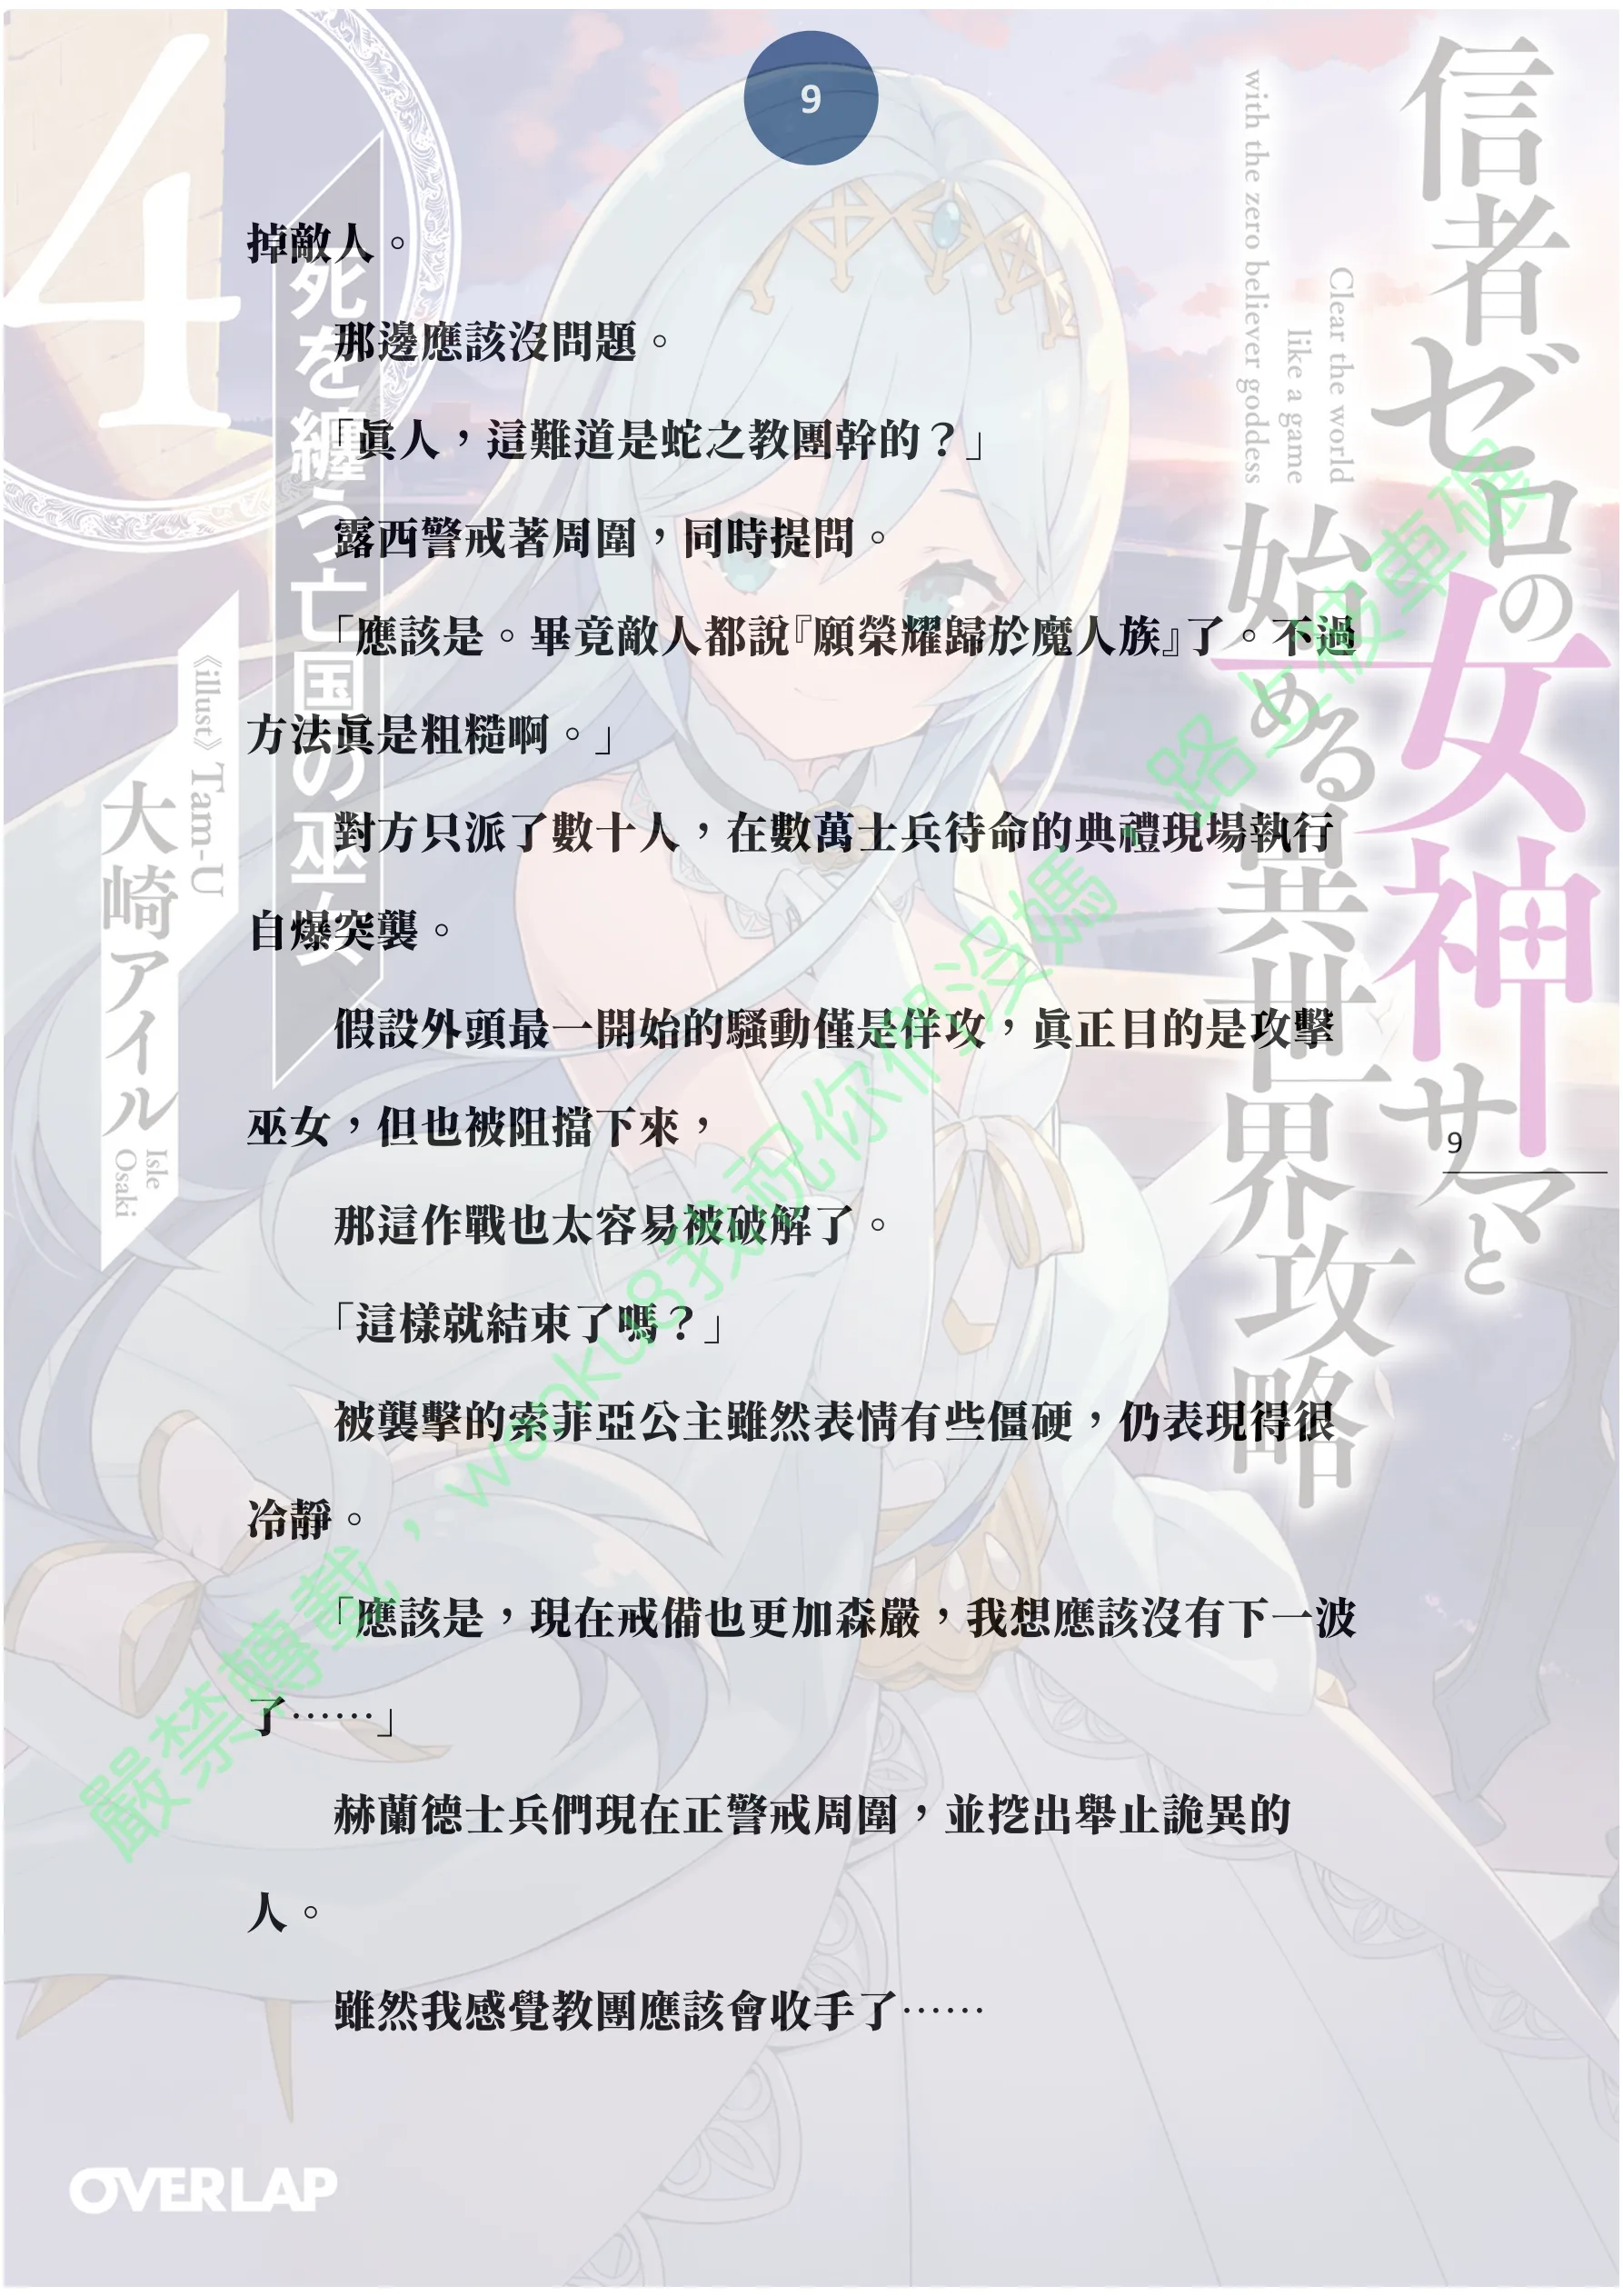 9
掉敵人。
那邊應該沒問題。
「眞人，這難道是蛇之教團幹的？」
露西警戒著周圍，同時提問。
「應該是。畢竟敵人都說『願榮耀歸於魔人族』了。不過
方法眞是粗糙啊。」
對方只派了數十人，在數萬士兵待命的典禮現場執行
自爆突襲。
假設外頭最一開始的騷動僅是佯攻，眞正目的是攻擊
巫女，但也被阻擋下來，
那這作戰也太容易被破解了。
「這樣就結束了嗎？」
被襲擊的索菲亞公主雖然表情有些僵硬，仍表現得很
冷靜。
「應該是，現在戒備也更加森嚴，我想應該沒有下一波
了……」
赫蘭德士兵們現在正警戒周圍，並挖出舉止詭異的
人。
雖然我感覺教團應該會收手了……
9
信者ゼロの女神サマと
始める異世界攻略
Clear the world
like a game
with the zero believer goddess
4
死を纏う亡国の巫女
《illust》 Tam-U
大崎アイル
Isle
Osaki
OVERLAP
嚴禁轉載，wenku8我祝你們沒媽，路上被車碾